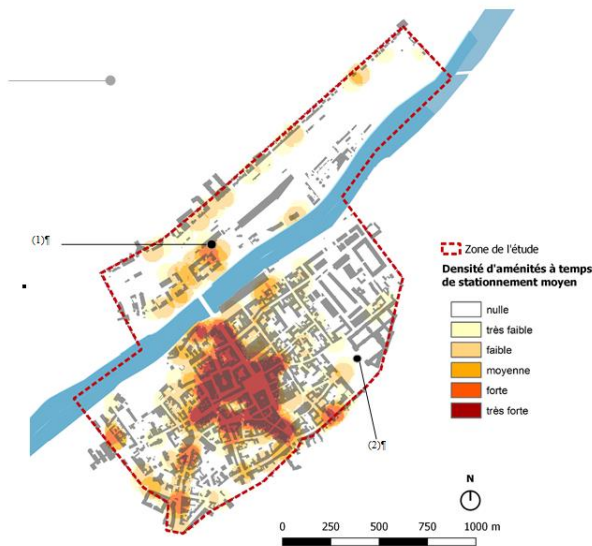 (1)¶
Zone de l'étude
Densité d'aménités à temps
de stationnement moyen
nulle
très faible
faible
moyenne
forte
très forte
(2)¶
N
0 250 500 750 1000 m